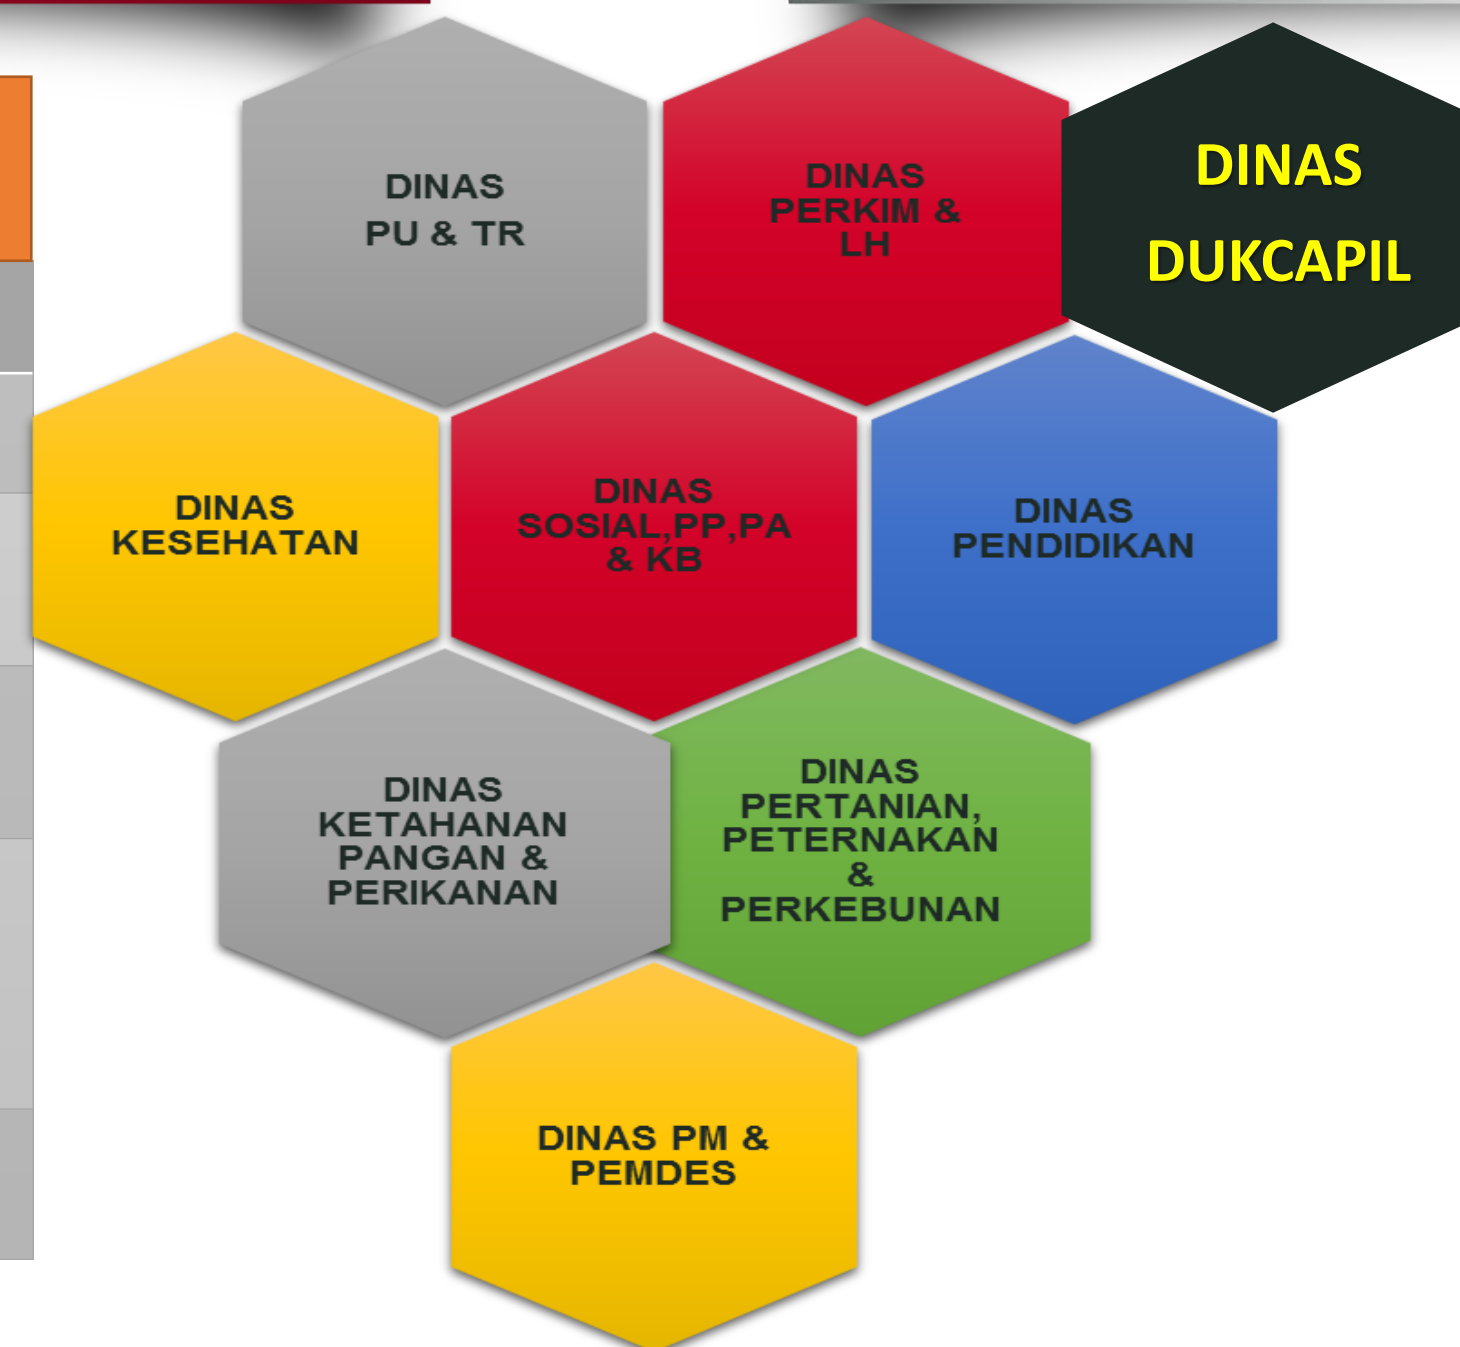 DINAS
PU & TR
DINAS
PERKIM &
LH
DINAS
DUKCAPIL
DINAS
KESEHATAN
DINAS
SOSIAL,PP,PA
& KB
DINAS
PENDIDIKAN
DINAS
KETAHANAN
PANGAN &
PERIKANAN
DINAS
PERTANIAN,
PETERNAKAN
&
PERKEBUNAN
DINAS PM &
PEMDES